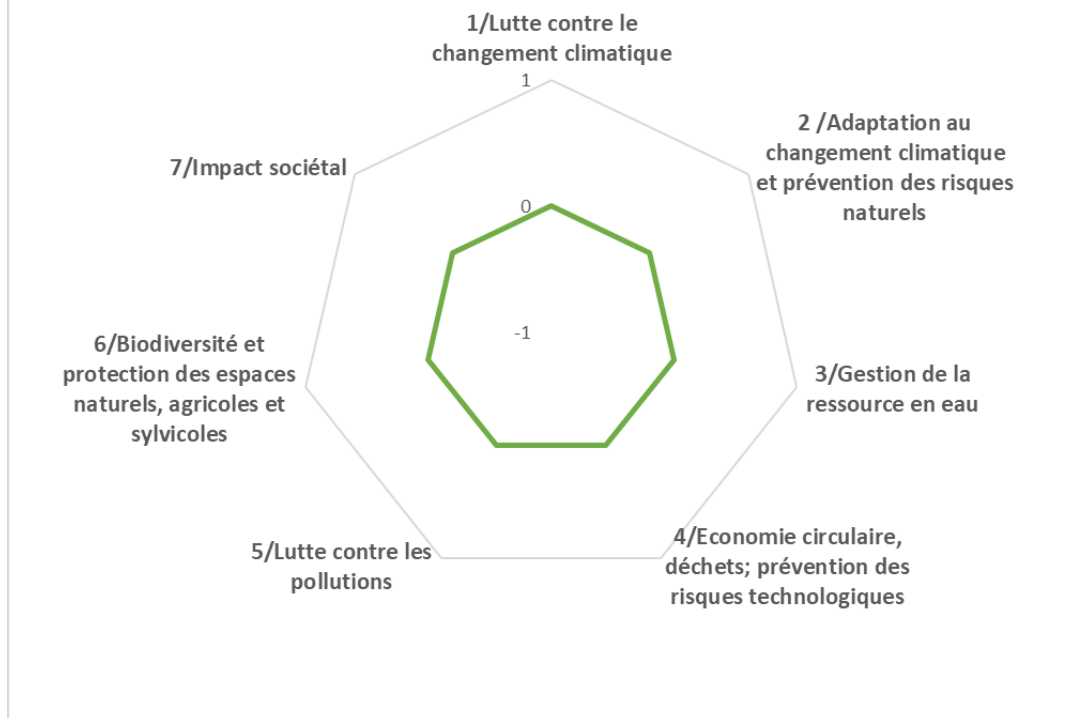 1/Lutte contre le
changement climatique
1
2 /Adaptation au
changement climatique
et prévention des risques
naturels
7/Impact sociétal
0
-1
6/Biodiversité et
protection des espaces
naturels, agricoles et
sylvicoles
3/Gestion de la
ressource en eau
4/Economie circulaire,
déchets; prévention des
risques technologiques
5/Lutte contre les
pollutions